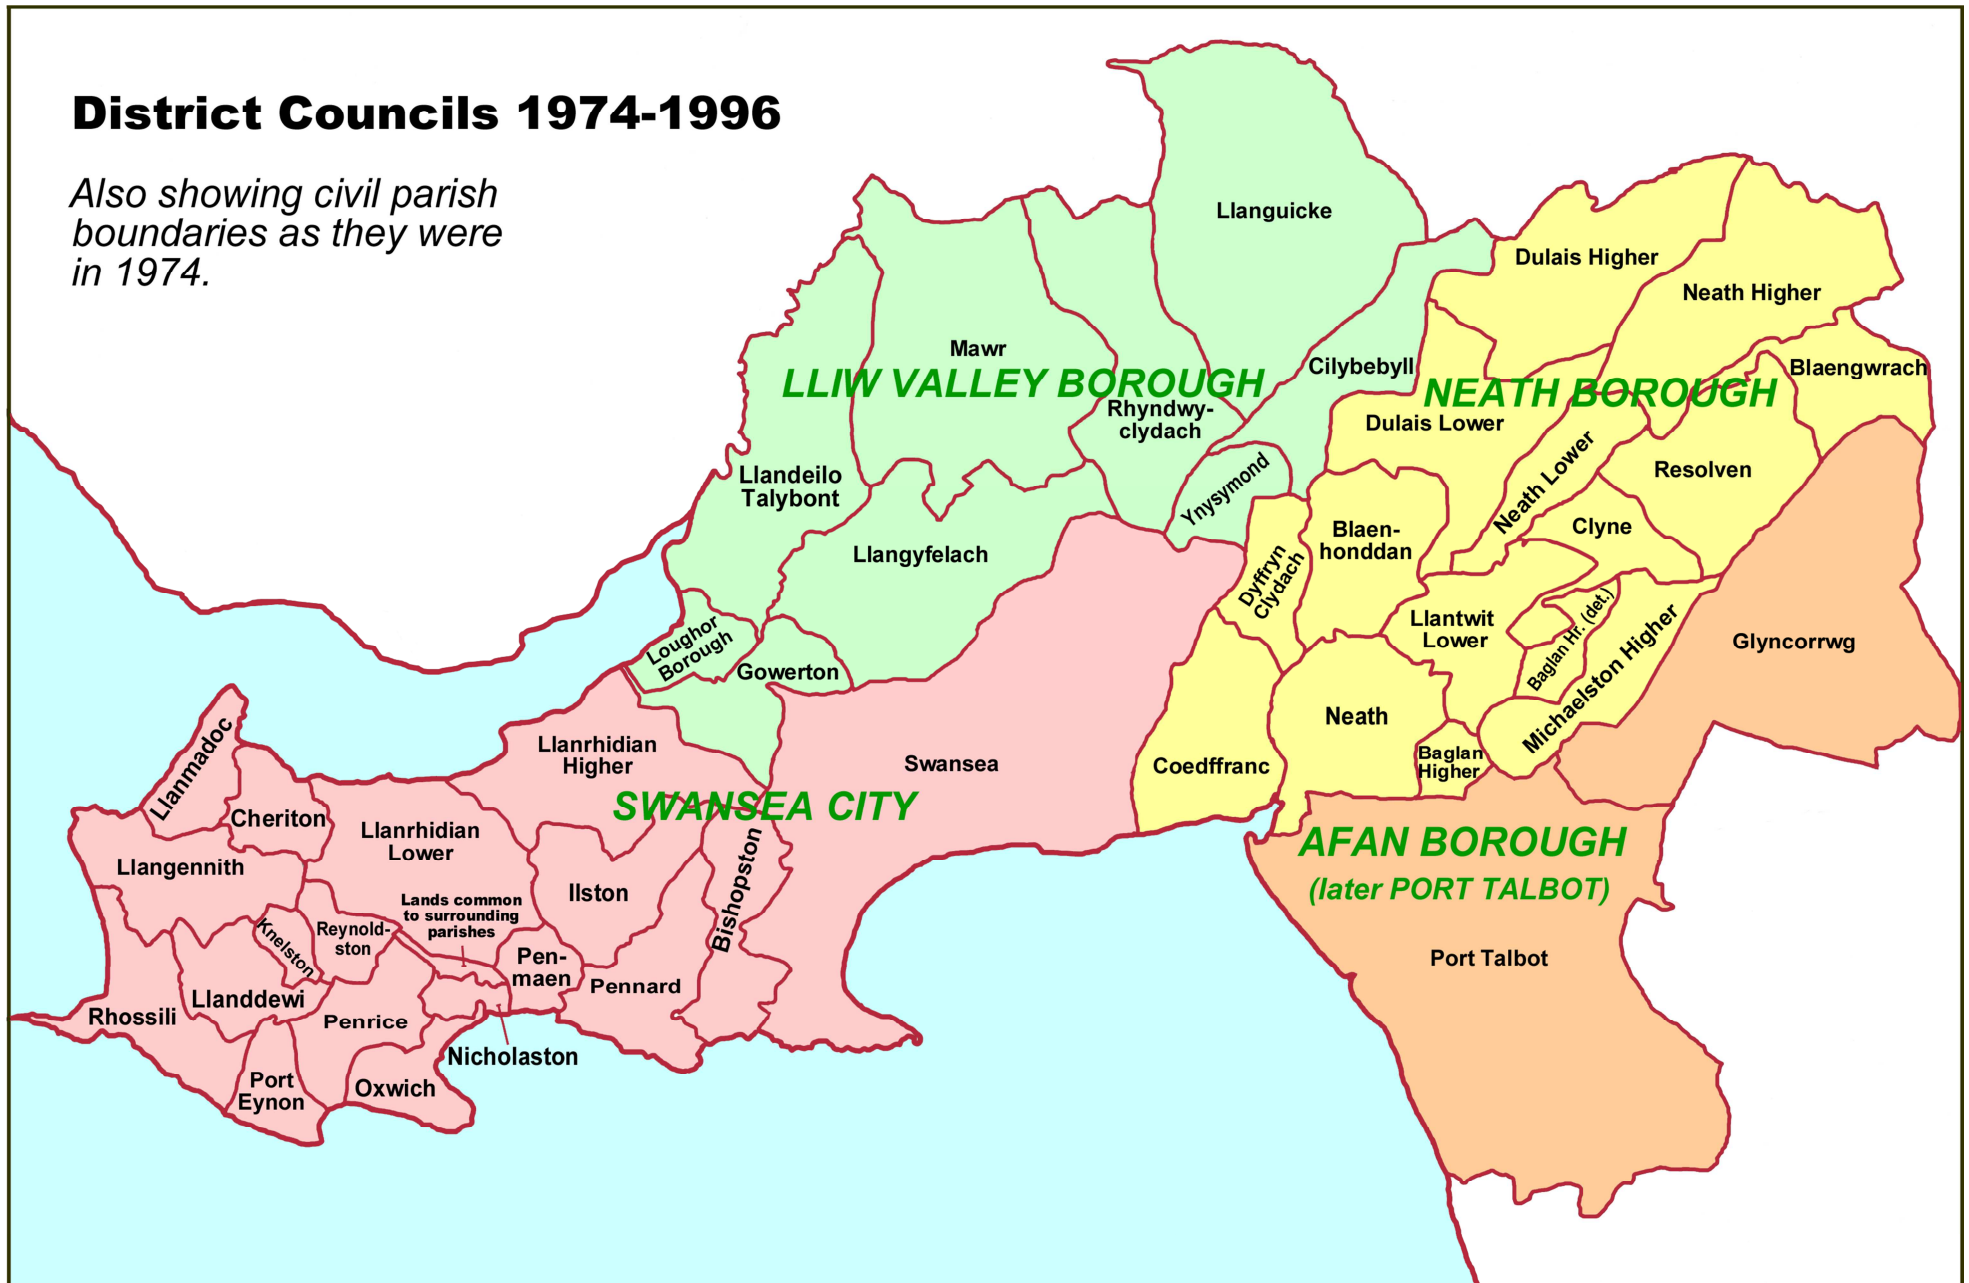 District Councils 1974-1996
Also showing civil parish
boundaries as they were
in 1974.
Llanguicke
Dulais Higher
Neath Higher
Mawr
LLIW VALLEY BOROUGH
Cilybebyll
Blaengwrach
NEATH BOROUGH
Rhyndwy-
clydach
Dulais Lower
Llandeilo
Talybont
Ynysymond
Neath Lower
Resolven
Llangyfelach
Blaen-
honddan
Clyne
Dyffryn
Clydach
Loughor
Borough
Gowerton
Llantwit
Lower
Baglan Hr. (det.)
Michaelston Higher
Glyncorrwg
Llanmadoc
Llanrhidian
Higher
Swansea
Coedffranc
Neath
Baglan
Higher
SWANSEA CITY
Cheriton
Llanrhidian
Lower
AFAN BOROUGH
(later PORT TALBOT)
Llangennith
Ilston
Bishopston
Lands common
to surrounding
parishes
Knelston
Reynold-
ston
Pen-
maen
Pennard
Port Talbot
Llanddewi
Rhossili
Penrice
Nicholaston
Port
Eynon
Oxwich